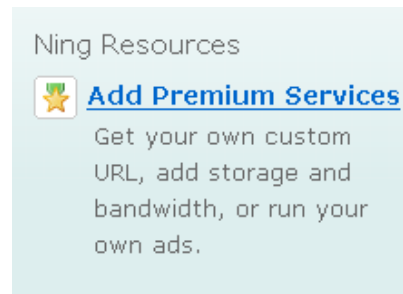 Ning Resources
Add Premium Services
Get your own custom
URL, add storage and
bandwidth, or run your
own ads.